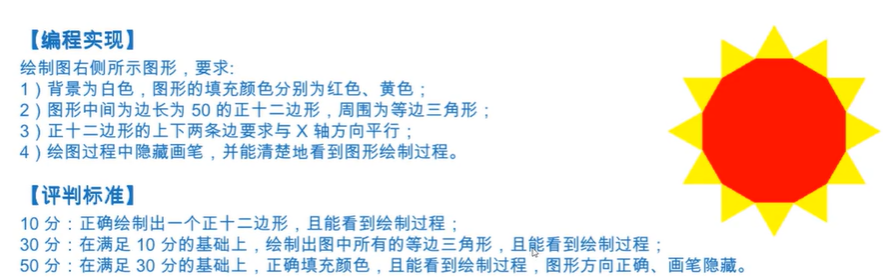 【编程实现】
绘制图右侧所示图形，要求:
1）背景为白色，图形的填充颜色分别为红色、黄色；
2）图形中间为边长为 50 的正十二边形，周围为等边三角形；
3）正十二边形的上下两条边要求与 X 轴方向平行；
4）绘图过程中隐藏画笔，并能清楚地看到图形绘制过程。
【评判标准】
10 分：正确绘制出一个正十二边形，且能看到绘制过程；
30 分：在满足 10 分的基础上，绘制出图中所有的等边三角形，且能看到绘制过程；
50 分：在满足 30 分的基础上，正确填充颜色，且能看到绘制过程，图形方向正确、画笔隐藏。